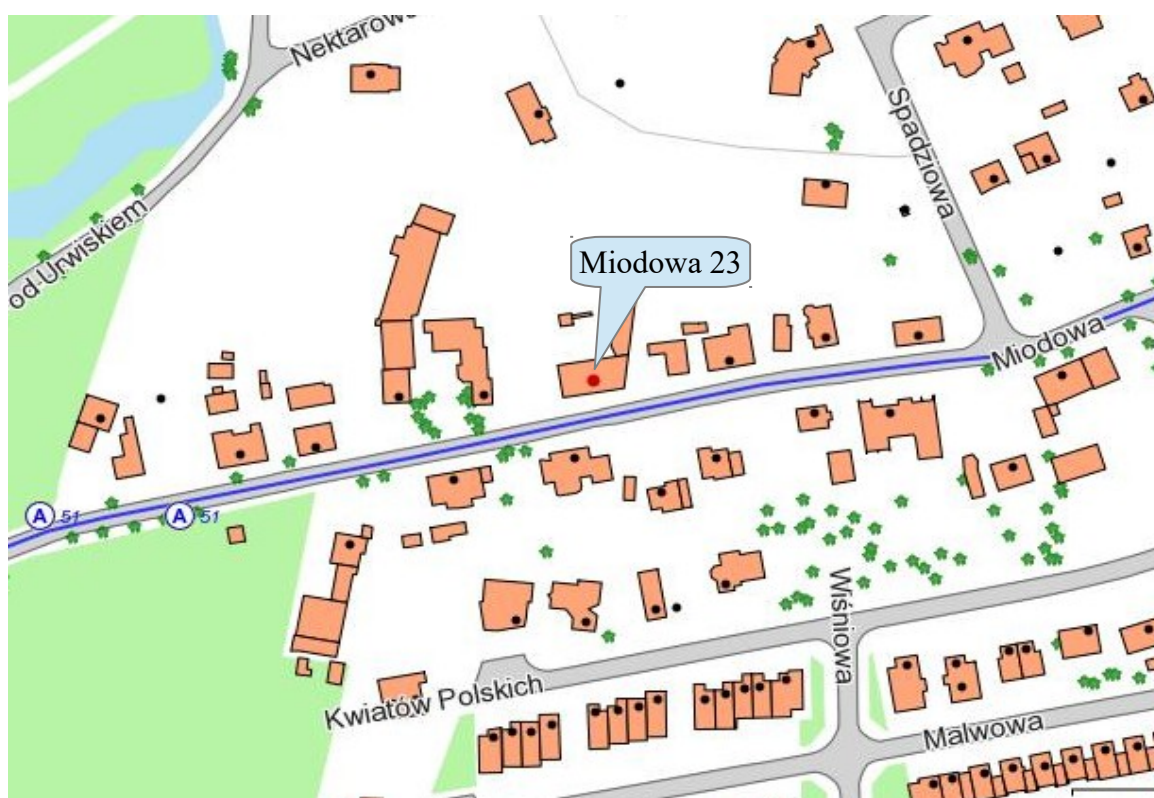 Nektarowa
Spadziowa
od Urwiskiem
Miodowa 23
Miodowa
A 51
A 51
Wiśniowa
Kwiatów Polskich
Malwowa